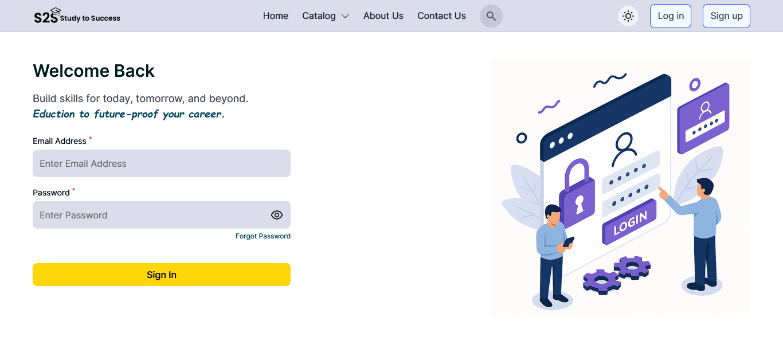 S2S Study to Success
Home Catalog About Us Contact Us Log in Sign up
Welcome Back
Build skills for today, tomorrow, and beyond.
Eduction to future-proof your career.
Email Address *
Enter Email Address
Password *
Enter Password
Forgot Password
Sign In
LOGIN